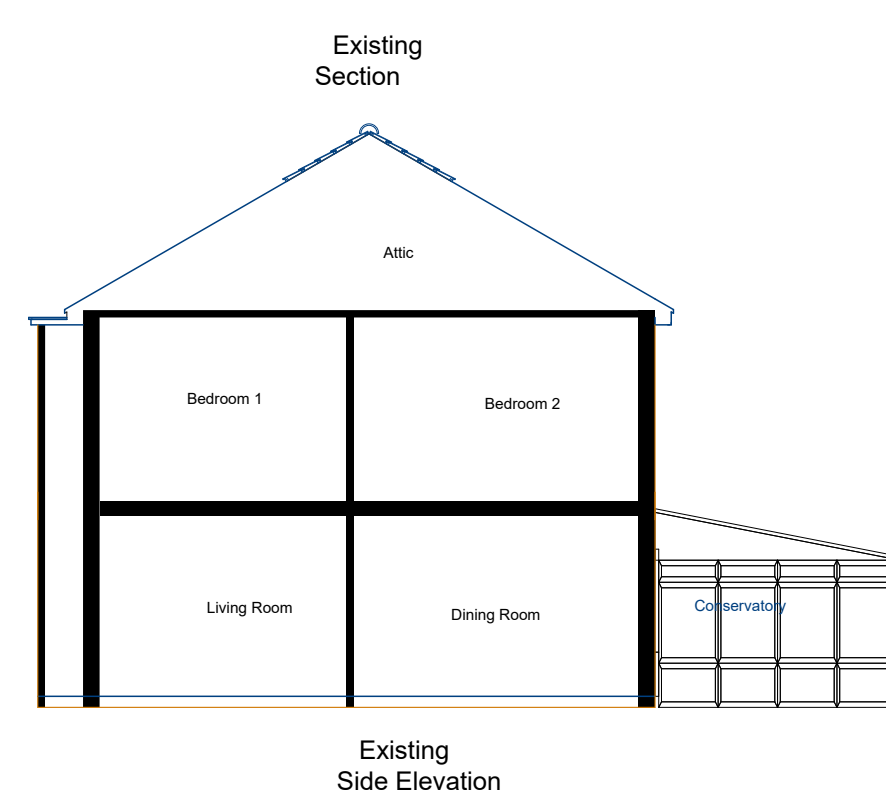 Existing
Section
Attic
Bedroom 1
Bedroom 2
Living Room
Dining Room
Conservatory
Existing
Side Elevation